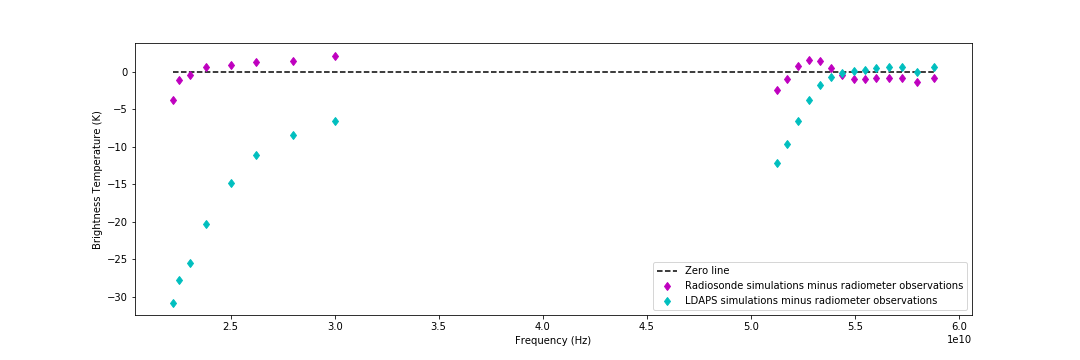 0
−5
−10
−15
−20
−25
−30
Brightness Temperature (K)
Zero line
Radiosonde simulations minus radiometer observations
LDAPS simulations minus radiometer observations
2.5 3.0 3.5 4.0 4.5 5.0 5.5 6.0
1e10
Frequency (Hz)